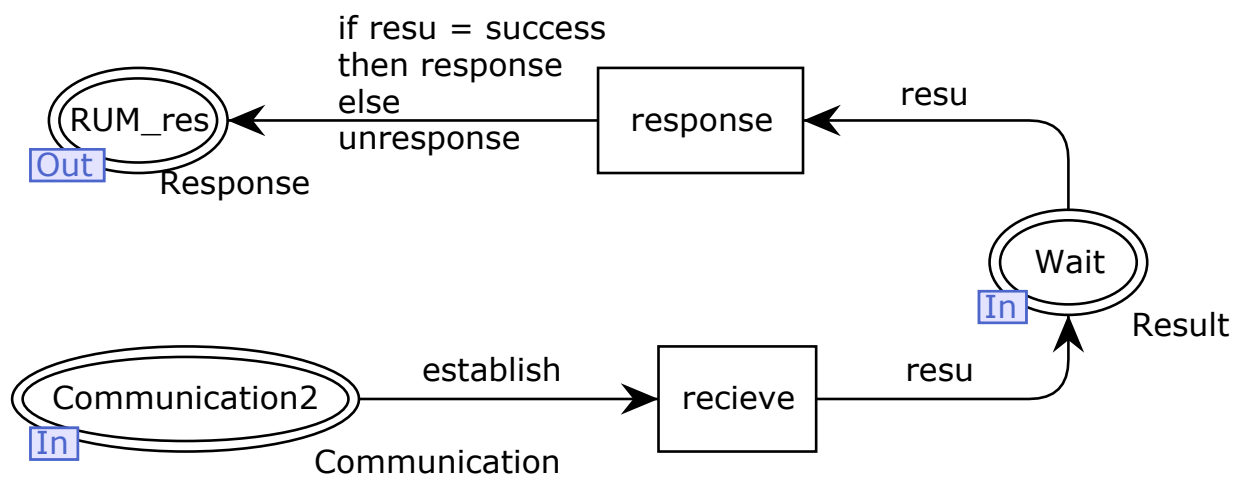 if resu = success
then response
else
unresponse
RUM_res
Out
Response
response
resu
Wait
In
Result
Communication2
In
Communication
establish
recieve
resu